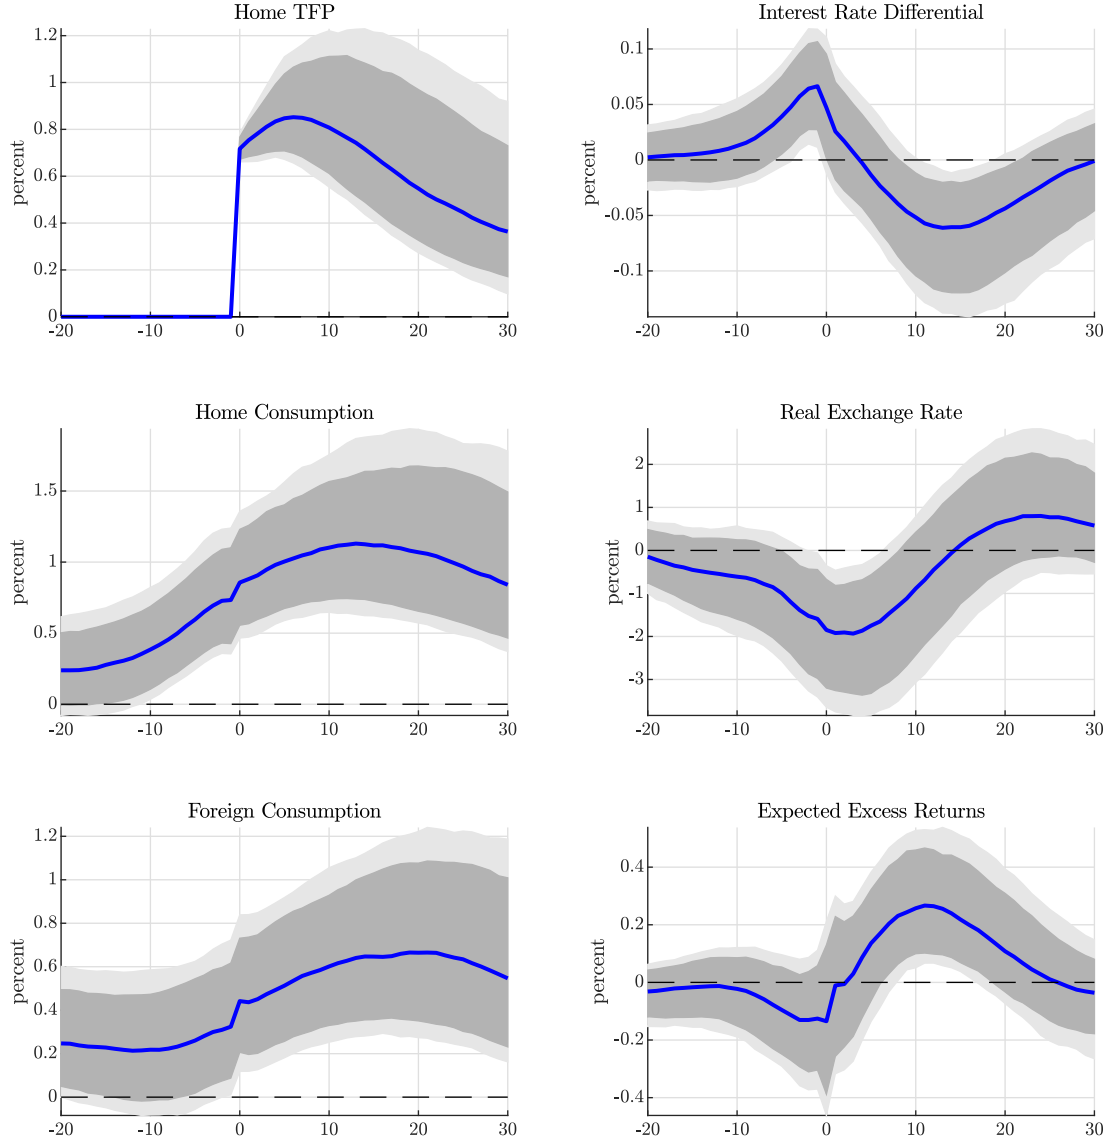 Home TFP
percent
1.2
1
0.8
0.6
0.4
0.2
0
-20 -10 0 10 20 30
Interest Rate Differential
percent
0.1
0.05
0
-0.05
-0.1
-20 -10 0 10 20 30
Home Consumption
percent
1.5
1
0.5
0
-20 -10 0 10 20 30
Real Exchange Rate
percent
2
1
0
-1
-2
-3
-20 -10 0 10 20 30
Foreign Consumption
percent
1.2
1
0.8
0.6
0.4
0.2
0
-20 -10 0 10 20 30
Expected Excess Returns
percent
0.4
0.2
0
-0.2
-0.4
-20 -10 0 10 20 30